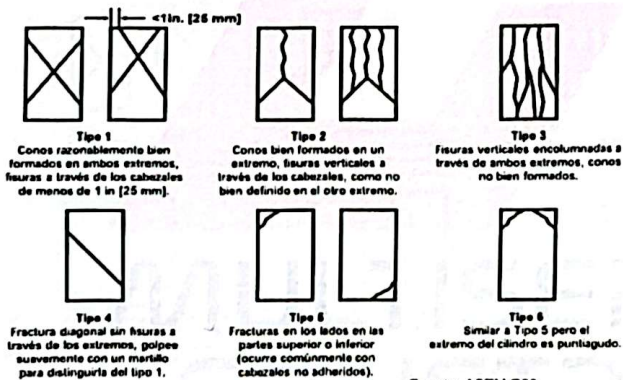 <1in. [25 mm]
Tipo 1
Conos razonablemente bien
formados en ambos extremos,
fisuras a través de los cabezales
de menos de 1 in [25 mm].
Tipo 2
Conos bien formados en un
extremo, fisuras verticales a
través de los cabezales, como no
bien definido en el otro extremo.
Tipo 3
Fisuras verticales encolumnadas a
través de ambos extremos, conos
no bien formados.
Tipo 4
Fractura diagonal sin fisuras a
través de los extremos, golpee
suavemente con un martillo
para distinguirla del tipo 1.
Tipo 5
Fracturas en los lados en las
partes superior o inferior
(ocurre comúnmente con
cabezales no adheridos).
Tipo 6
Similar a Tipo 5 pero el
extremo del cilindro es puntiagudo.